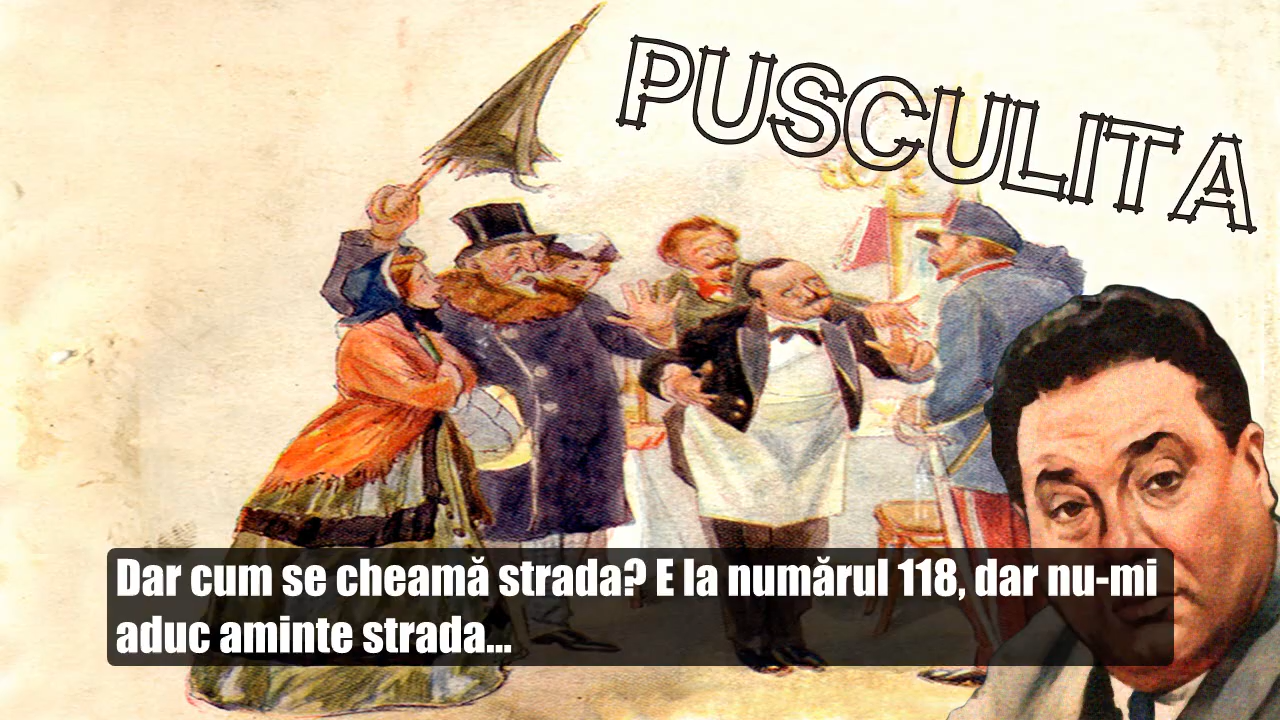 PUSCULITA
Dar cum se cheamă strada? E la numărul 118, dar nu-mi
aduc aminte strada...